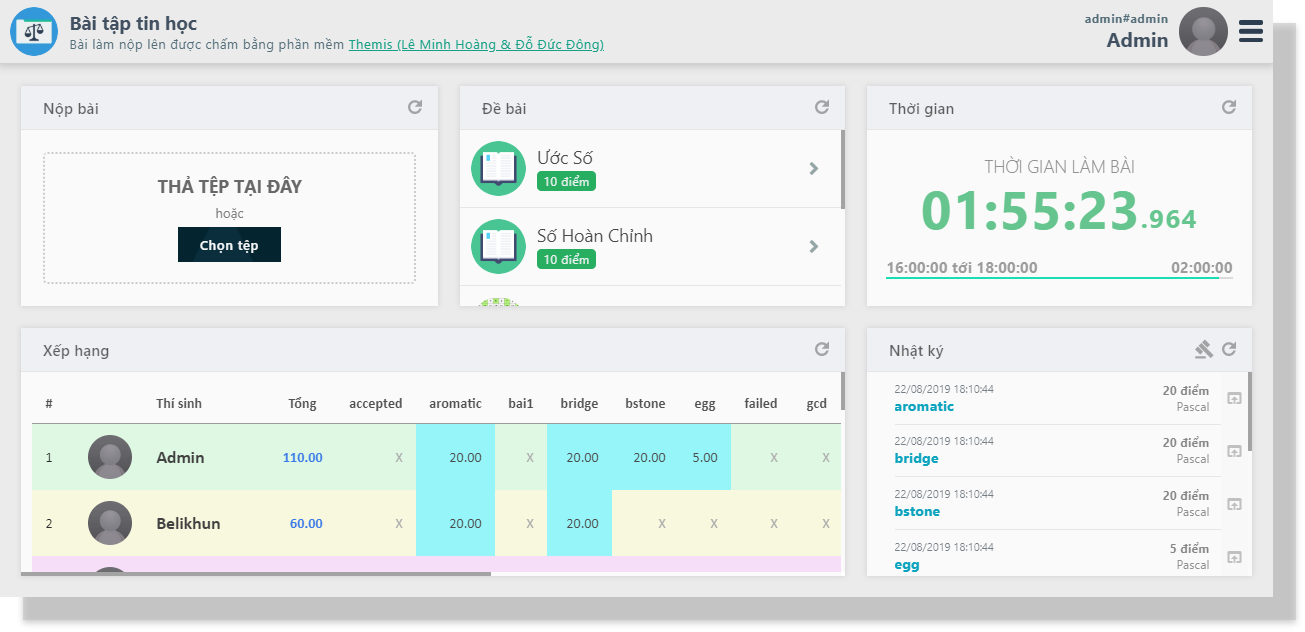 Bài tập tin học
Bài làm nộp lên được chấm bằng phần mềm Themis (Lê Minh Hoàng & Đỗ Đức Đông)
admin#admin
Admin
Nộp bài
THẢ TỆP TẠI ĐÂY
hoặc
Chọn tệp
Đề bài
Ước Số
10 điểm
Số Hoàn Chỉnh
10 điểm
Thời gian
THỜI GIAN LÀM BÀI
01:55:23.964
16:00:00 tới 18:00:00 02:00:00
Xếp hạng
# Thí sinh Tổng accepted aromatic bai1 bridge bstone egg failed gcd
1 Admin 110.00 X 20.00 X 20.00 20.00 5.00 X X
2 Belikhun 60.00 X 20.00 X 20.00 X X X X
Nhật ký
22/08/2019 18:10:44 20 điểm
aromatic Pascal
22/08/2019 18:10:44 20 điểm
bridge Pascal
22/08/2019 18:10:44 20 điểm
bstone Pascal
22/08/2019 18:10:44 5 điểm
egg Pascal